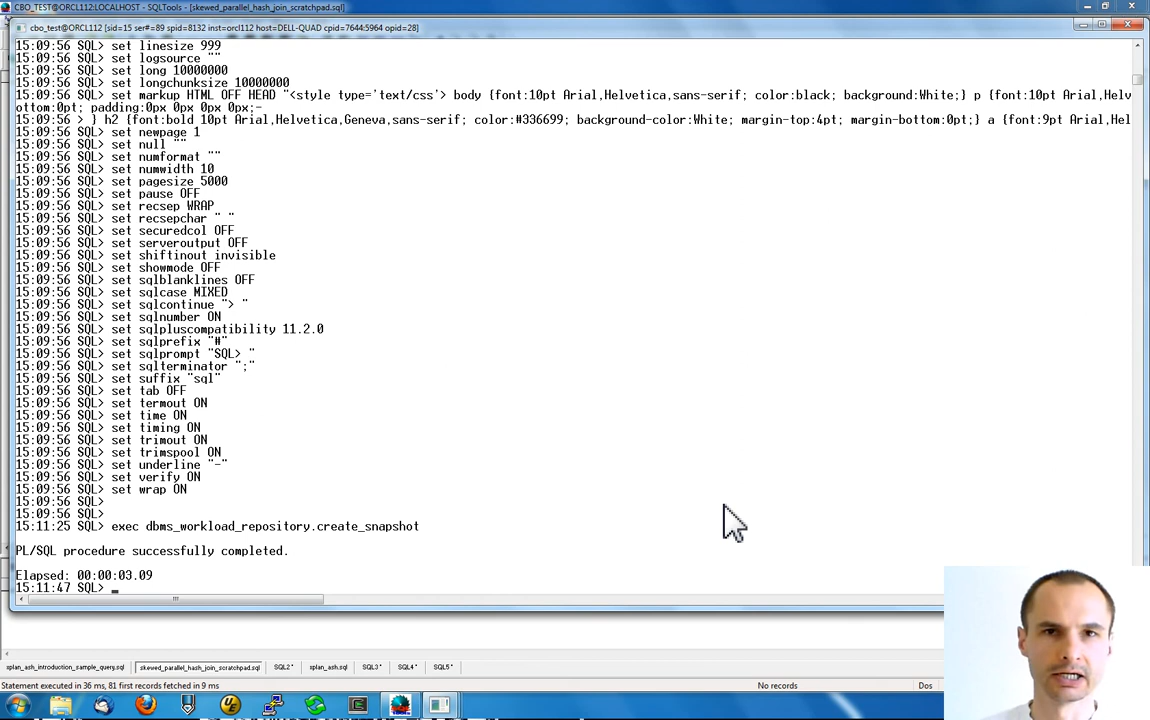 CBO_TEST@ORCL112:LOCALHOST - SQLTools - [skewed_parallel_hash_join_scratchpad.sql]
cbo_test@ORCL112 [sid=15 ser#=89 spid=8132 inst=orcl112 host=DELL-QUAD cpid=7644:5964 opid=28]
15:09:56 SQL> set linesize 999
15:09:56 SQL> set logsource ""
15:09:56 SQL> set long 10000000
15:09:56 SQL> set longchunksize 10000000
15:09:56 SQL> set markup HTML OFF HEAD "<style type='text/css'> body {font:10pt Arial,Helvetica,sans-serif; color:black; background:White;} p {font:10pt Arial,Helv
ottom:0pt; padding:0px 0px 0px 0px;-
15:09:56 > } h2 {font:bold 10pt Arial,Helvetica,Geneva,sans-serif; color:#336699; background-color:White; margin-top:4pt; margin-bottom:0pt;} a {font:9pt Arial,Hel
15:09:56 SQL> set newpage 1
15:09:56 SQL> set null ""
15:09:56 SQL> set numformat ""
15:09:56 SQL> set numwidth 10
15:09:56 SQL> set pagesize 5000
15:09:56 SQL> set pause OFF
15:09:56 SQL> set recsep WRAP
15:09:56 SQL> set recsepchar " "
15:09:56 SQL> set securedcol OFF
15:09:56 SQL> set serveroutput OFF
15:09:56 SQL> set shiftinout invisible
15:09:56 SQL> set showmode OFF
15:09:56 SQL> set sqlblanklines OFF
15:09:56 SQL> set sqlcase MIXED
15:09:56 SQL> set sqlcontinue "> "
15:09:56 SQL> set sqlnumber ON
15:09:56 SQL> set sqlpluscompatibility 11.2.0
15:09:56 SQL> set sqlprefix "#"
15:09:56 SQL> set sqlprompt "SQL> "
15:09:56 SQL> set sqlterminator ";"
15:09:56 SQL> set suffix "sql"
15:09:56 SQL> set tab OFF
15:09:56 SQL> set termout ON
15:09:56 SQL> set time ON
15:09:56 SQL> set timing ON
15:09:56 SQL> set trimout ON
15:09:56 SQL> set trimspool ON
15:09:56 SQL> set underline "-"
15:09:56 SQL> set verify ON
15:09:56 SQL> set wrap ON
15:09:56 SQL>
15:09:56 SQL>
15:11:25 SQL> exec dbms_workload_repository.create_snapshot
PL/SQL procedure successfully completed.
Elapsed: 00:00:03.09
15:11:47 SQL> _
splan_ash_introduction_sample_query.sql skewed_parallel_hash_join_scratchpad.sql SQL2* splan_ash.sql SQL3* SQL4* SQL5*
Statement executed in 36 ms, 81 first records fetched in 9 ms No records Dos